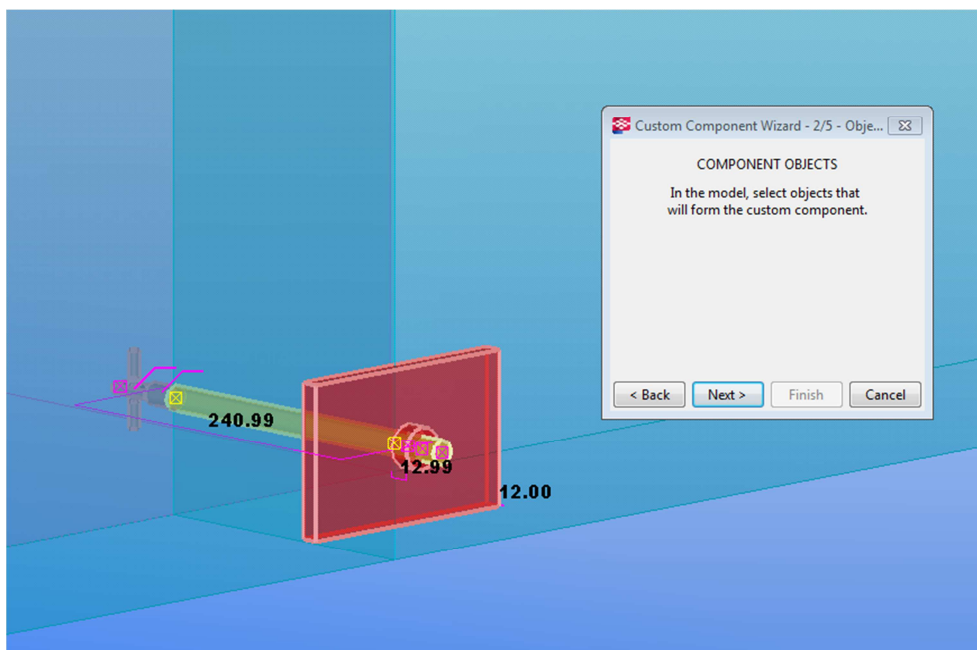 Custom Component Wizard - 2/5 - Obje...
COMPONENT OBJECTS
In the model, select objects that
will form the custom component.
< Back
Next >
Finish
Cancel
240.99
12.99
12.00